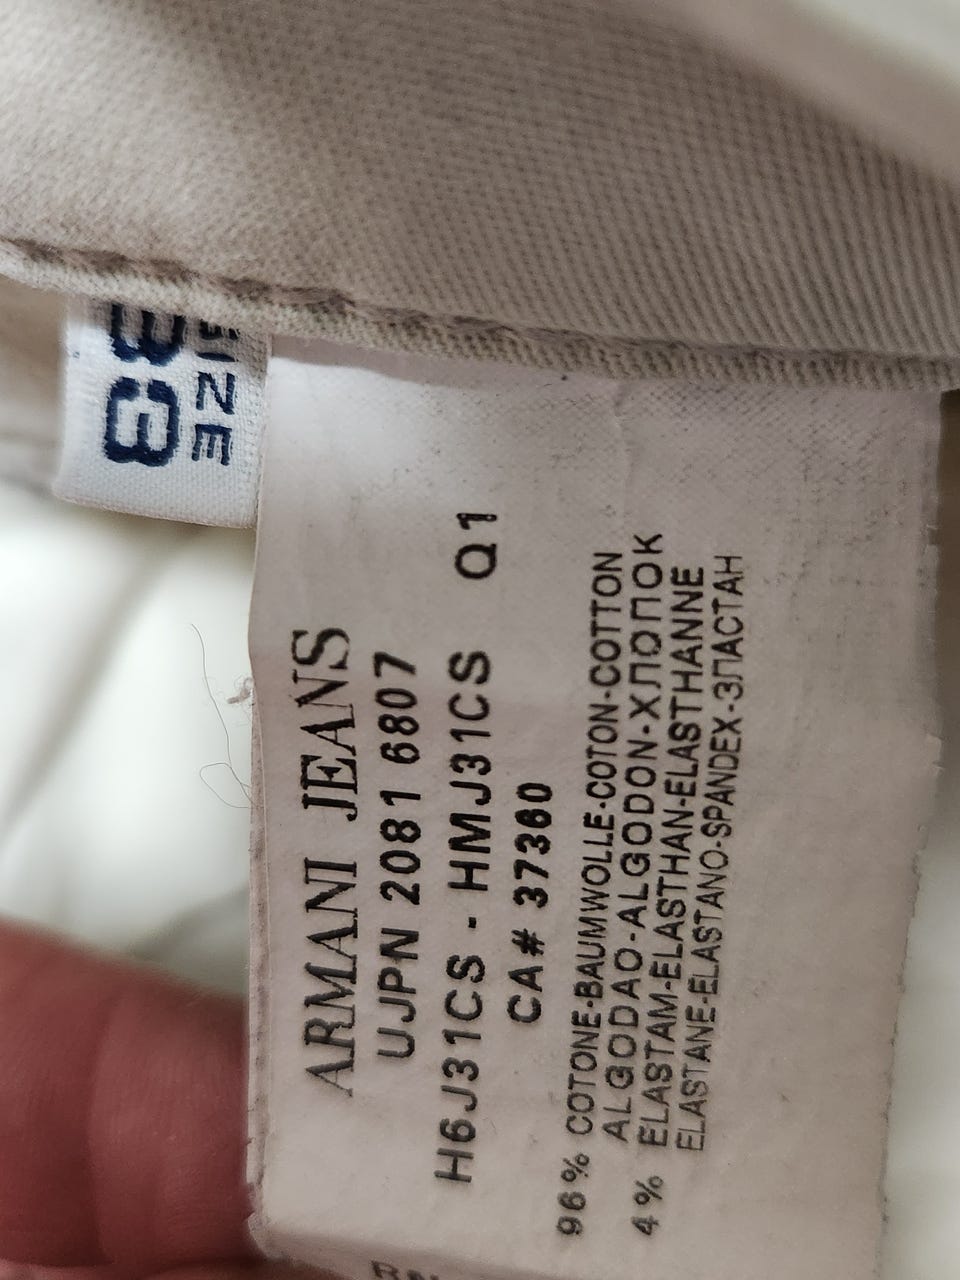 SIZE
33
ARMANI JEANS
UJPN 2081 6807
H6J31CS - HMJ31CS Q1
CA# 37360
96% COTONE-BAUMWOLLE-COTON-COTTON
ALGODAO-ALGODON-ХЛОПОК
4% ELASTAM-ELASTHAN-ELASTHANNE
ELASTANE-ELASTANO-SPANDEX-ЗЛАСТАН